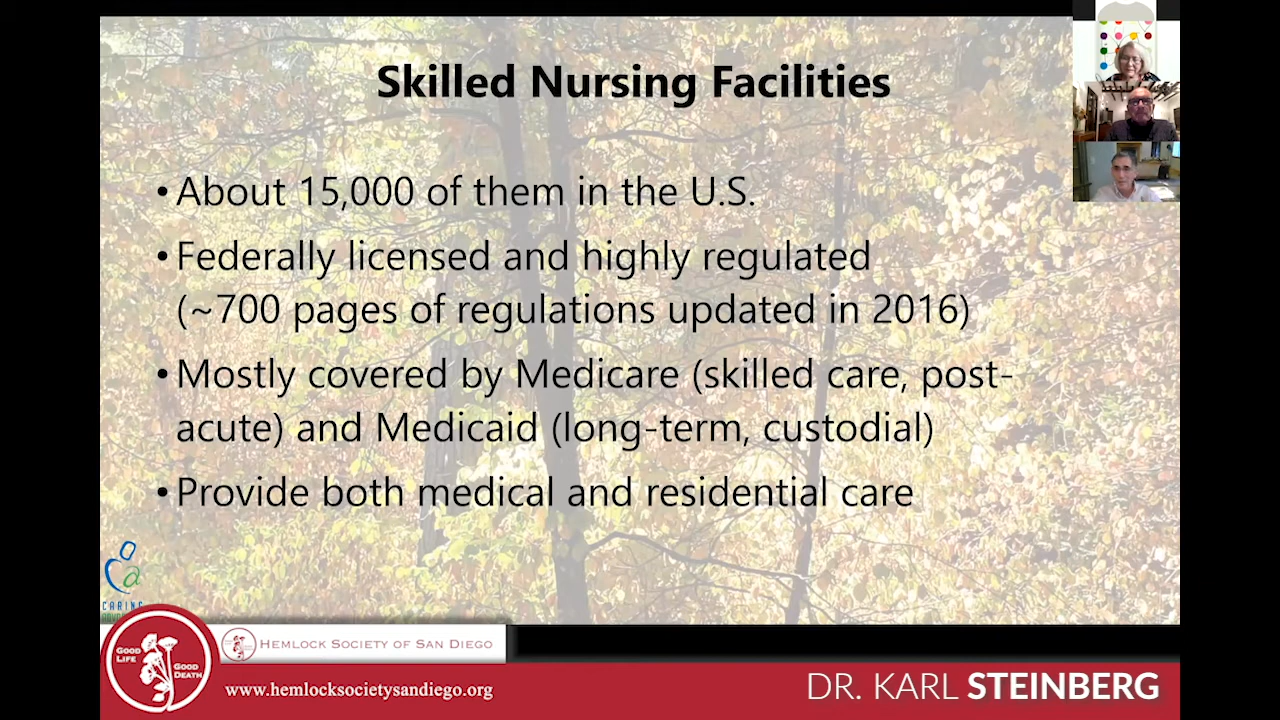 Skilled Nursing Facilities
• About 15,000 of them in the U.S.
• Federally licensed and highly regulated
(~700 pages of regulations updated in 2016)
• Mostly covered by Medicare (skilled care, post-
acute) and Medicaid (long-term, custodial)
• Provide both medical and residential care
CARING
GOOD
LIFE
GOOD
DEATH
HEMLOCK SOCIETY OF SAN DIEGO
www.hemlocksocietysandiego.org
DR. KARL STEINBERG